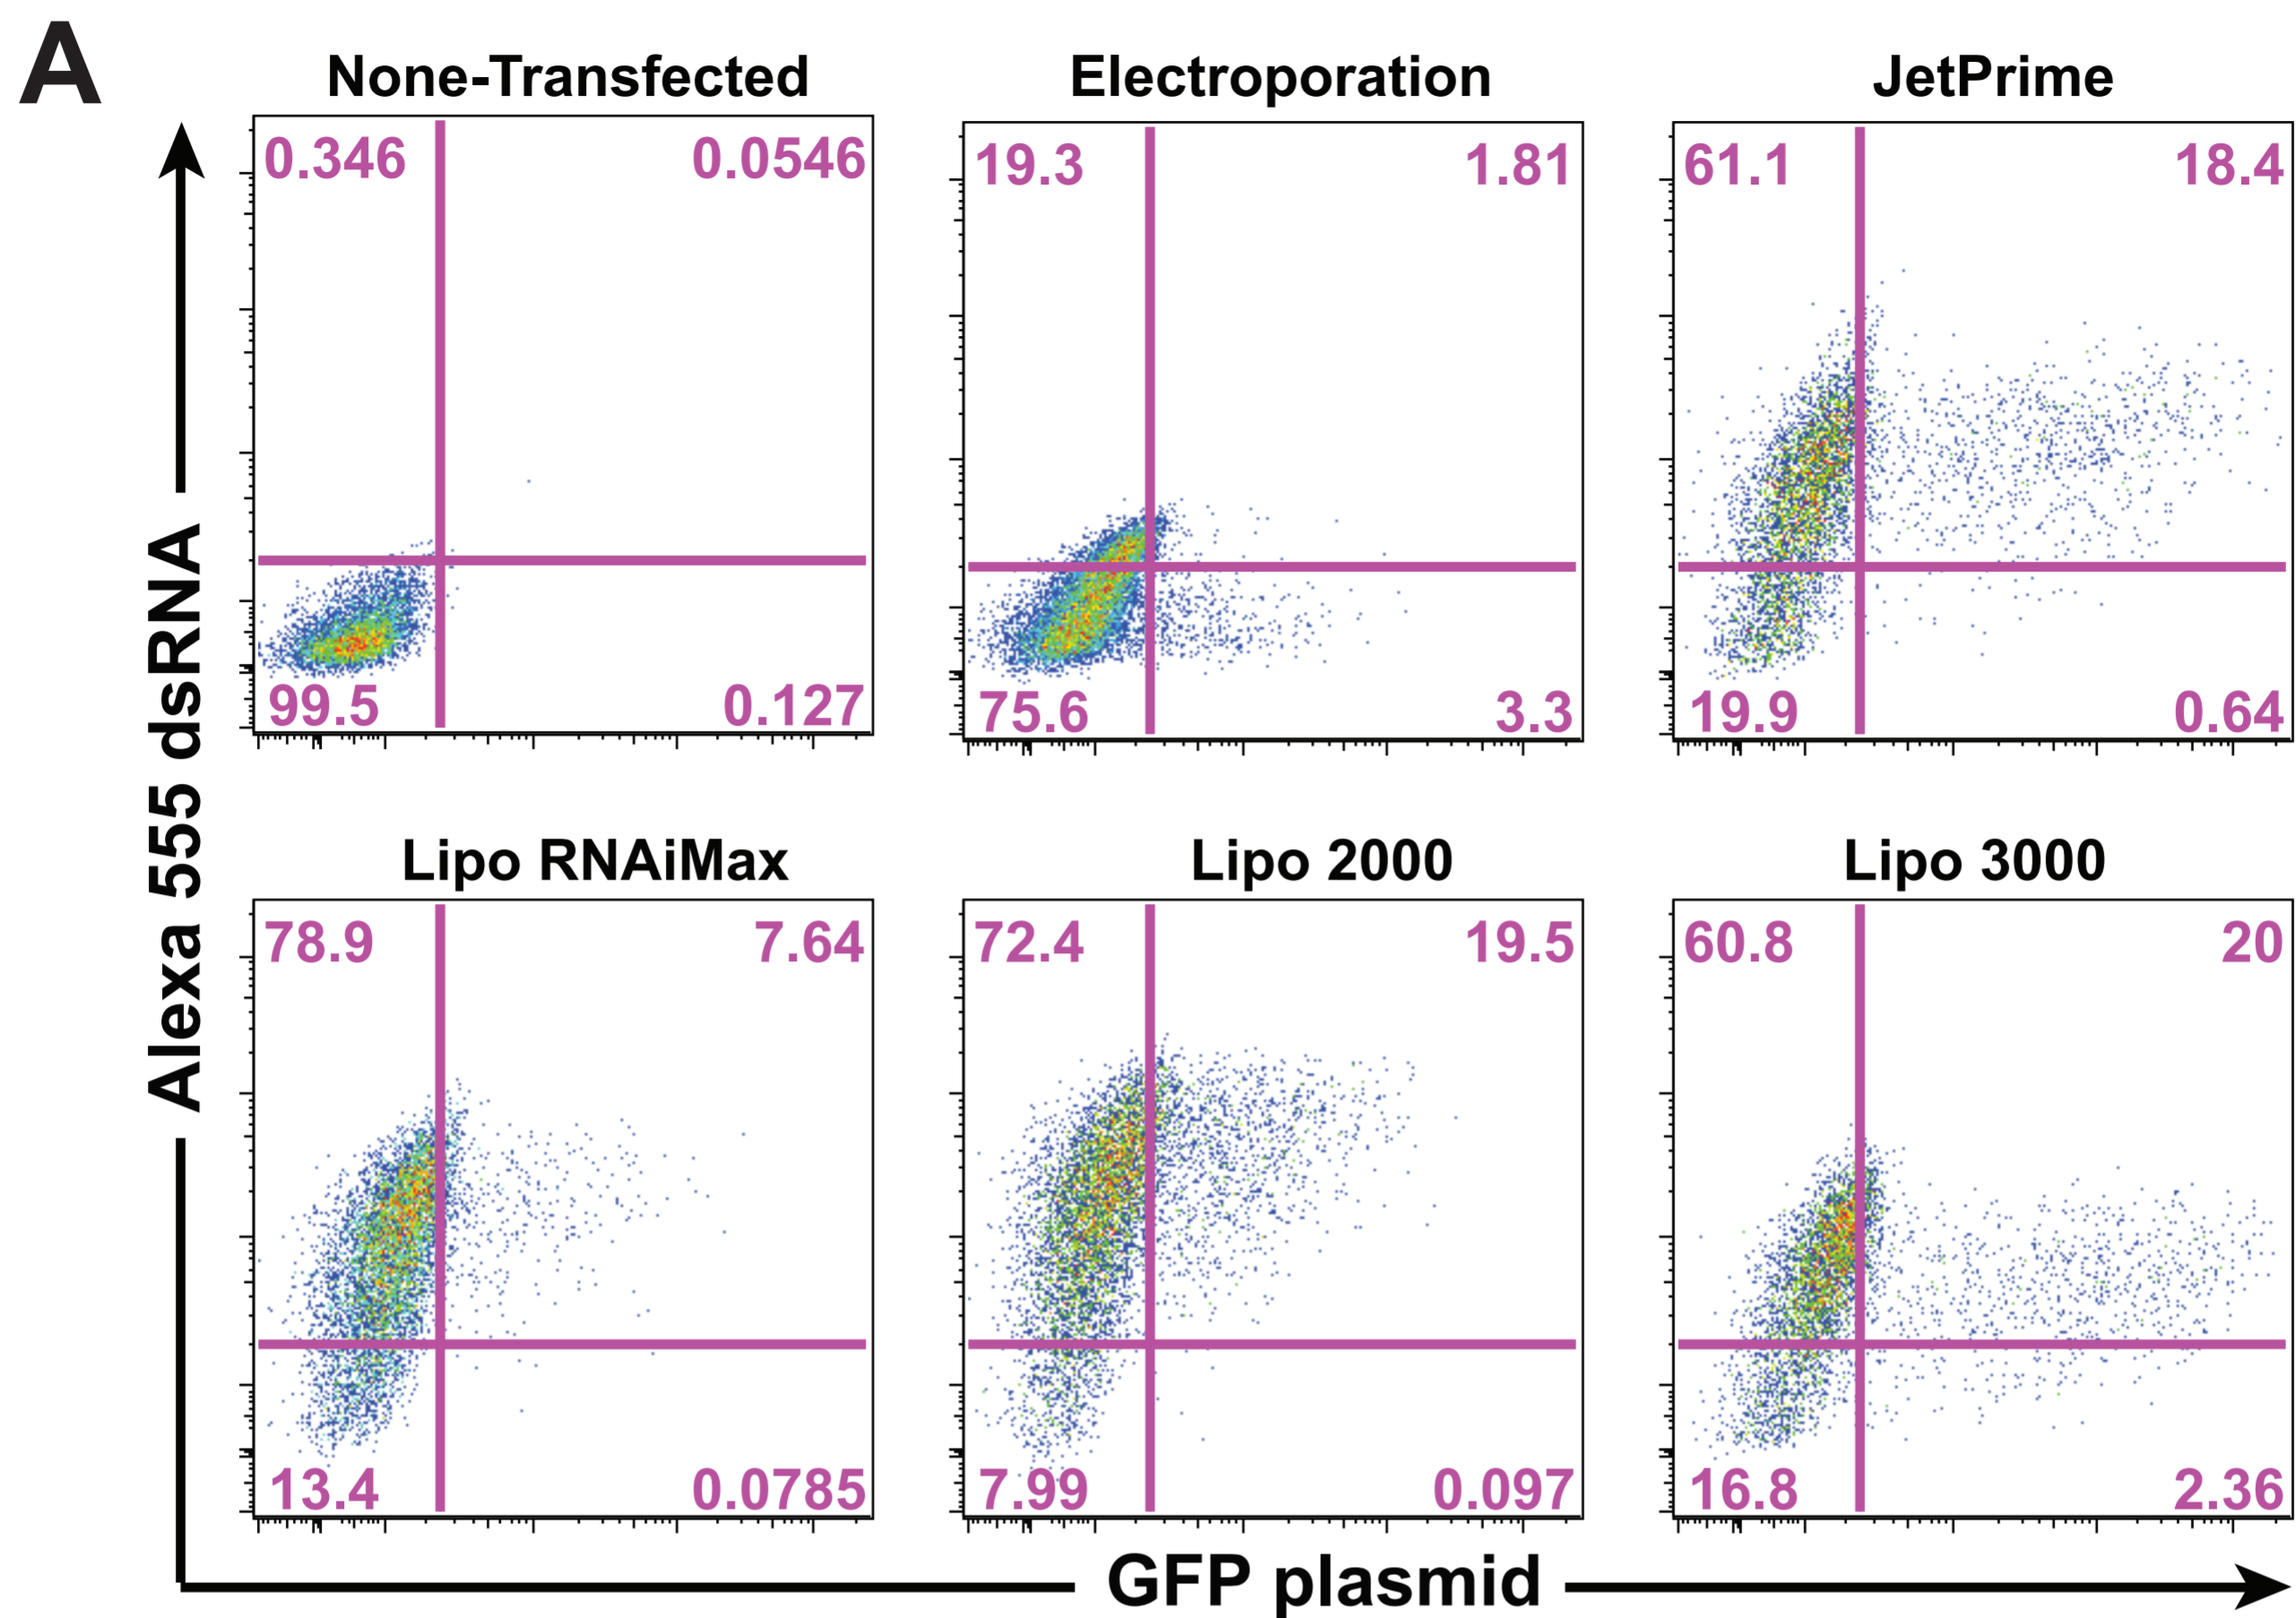 A
None-Transfected
Electroporation
JetPrime
0.346
0.0546
99.5
0.127
19.3
1.81
75.6
3.3
61.1
18.4
19.9
0.64
Alexa 555 dsRNA
Lipo RNAiMax
Lipo 2000
Lipo 3000
78.9
7.64
13.4
0.0785
72.4
19.5
7.99
0.097
60.8
20
16.8
2.36
GFP plasmid